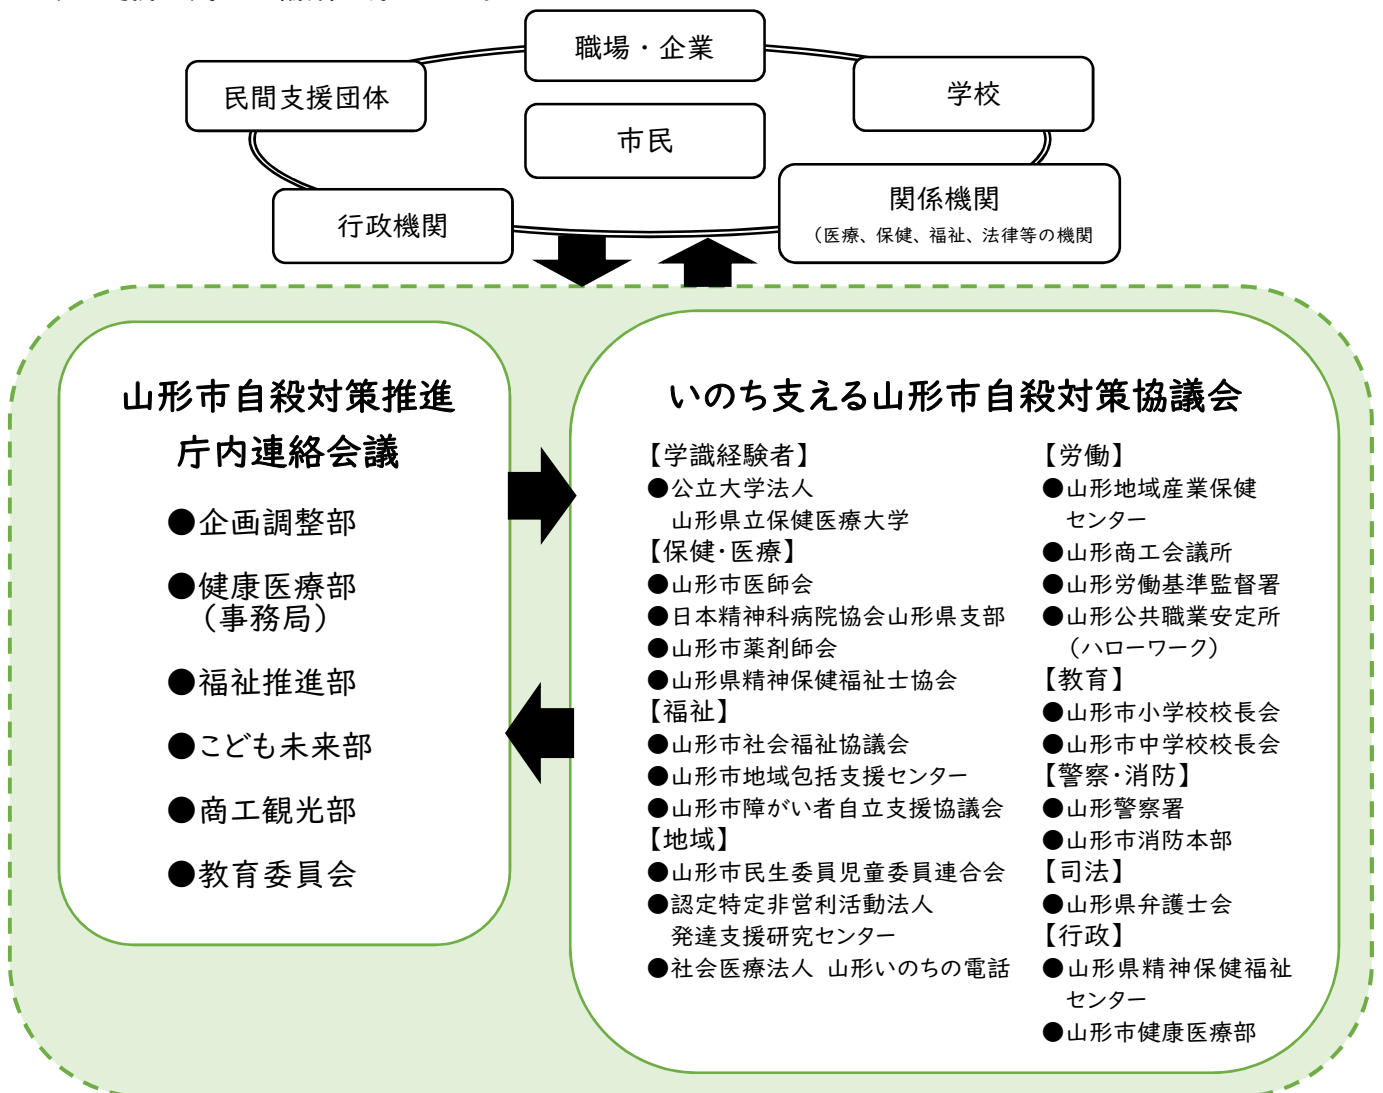 職場・企業
民間支援団体
学校
市民
関係機関
(医療、保健、福祉、法律等の機関
行政機関
山形市自殺対策推進
庁内連絡会議
●企画調整部
●健康医療部
(事務局)
●福祉推進部
●こども未来部
●商工観光部
●教育委員会
いのち支える山形市自殺対策協議会
【学識経験者】
●公立大学法人
山形県立保健医療大学
【保健・医療】
●山形市医師会
●日本精神科病院協会山形県支部
●山形市薬剤師会
●山形県精神保健福祉士協会
【福祉】
●山形市社会福祉協議会
●山形市地域包括支援センター
●山形市障がい者自立支援協議会
【地域】
●山形市民生委員児童委員連合会
●認定特定非営利活動法人
発達支援研究センター
●社会医療法人 山形いのちの電話
【労働】
●山形地域産業保健
センター
●山形商工会議所
●山形労働基準監督署
●山形公共職業安定所
(ハローワーク)
【教育】
●山形市小学校校長会
●山形市中学校校長会
【警察・消防】
●山形警察署
●山形市消防本部
【司法】
●山形県弁護士会
【行政】
●山形県精神保健福祉
センター
●山形市健康医療部